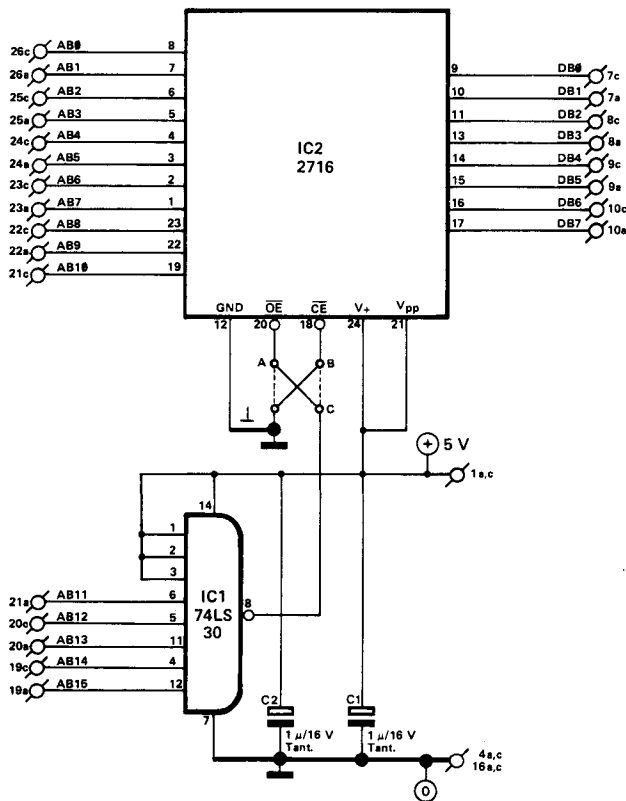 26c AB0 8
26a AB1 7
25c AB2 6
25a AB3 5
24c AB4 4
24a AB5 3
23c AB6 2
23a AB7 1
22c AB8 23
22a AB9 22
21c AB10 19
IC2
2716
9 DB0 7c
10 DB1 7a
11 DB2 8c
13 DB3 8a
14 DB4 9c
15 DB5 9a
16 DB6 10c
17 DB7 10a
GND OE CE V+ Vpp
12 20 18 24 21
A B
C
⊥
+ 5 V
1a,c
14
1
2
3
21a AB11 6
20c AB12 5
20a AB13 11
19c AB14 4
19a AB15 12
IC1
74LS
30
8
7
C2
1 µ/16 V
Tant.
C1
1 µ/16 V
Tant.
4a,c
16a,c
0